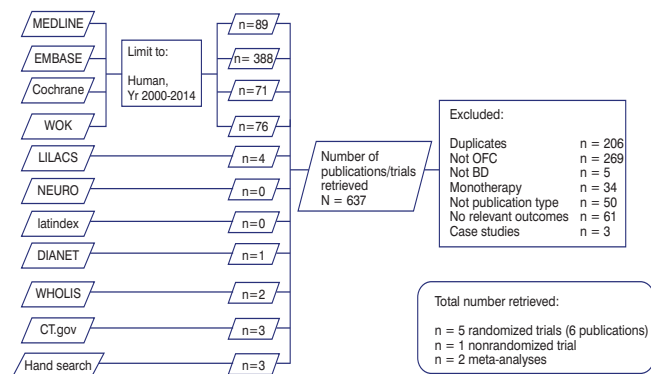 MEDLINE
n=89
EMBASE
Limit to:
n= 388
Human,
Yr 2000-2014
Cochrane
n=71
WOK
n=76
LILACS
n=4
NEURO
n=0
latindex
n=0
DIANET
n=1
WHOLIS
n=2
CT.gov
n=3
Hand search
n=3
Number of
publications/trials
retrieved
N = 637
Excluded:
Duplicates n = 206
Not OFC n = 269
Not BD n = 5
Monotherapy n = 34
Not publication type n = 50
No relevant outcomes n = 61
Case studies n = 3
Total number retrieved:
n = 5 randomized trials (6 publications)
n = 1 nonrandomized trial
n = 2 meta-analyses